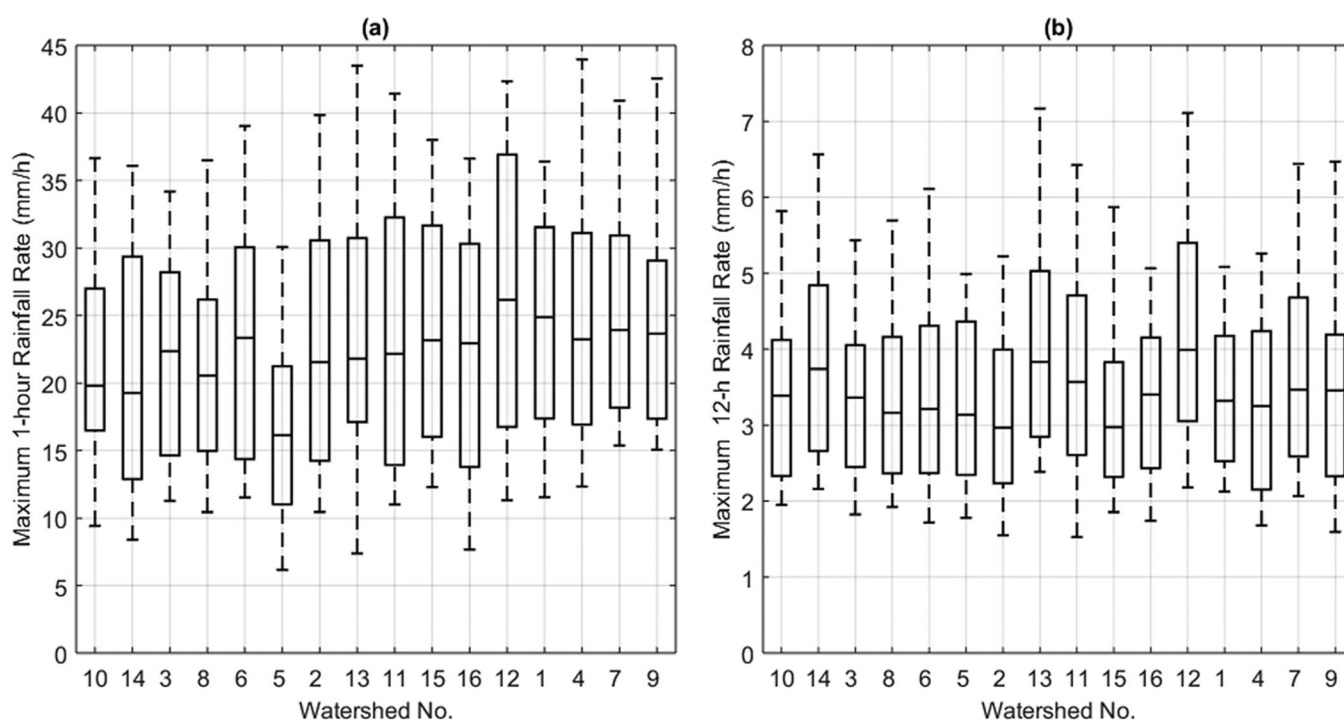 (a)
45
40
35
30
25
20
15
10
5
0
Maximum 1-hour Rainfall Rate (mm/h)
10 14 3 8 6 5 2 13 11 15 16 12 1 4 7 9
Watershed No.
(b)
8
7
6
5
4
3
2
1
0
Maximum 12-h Rainfall Rate (mm/h)
10 14 3 8 6 5 2 13 11 15 16 12 1 4 7 9
Watershed No.